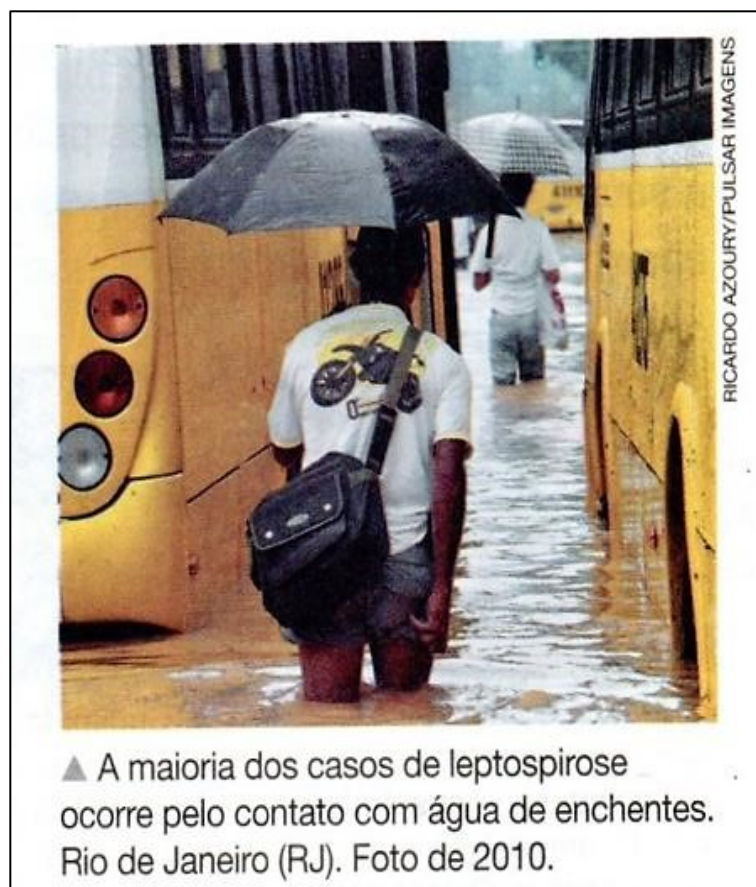 RICARDO AZOURY/PULSAR IMAGENS
▲ A maioria dos casos de leptospirose
ocorre pelo contato com água de enchentes.
Rio de Janeiro (RJ). Foto de 2010.